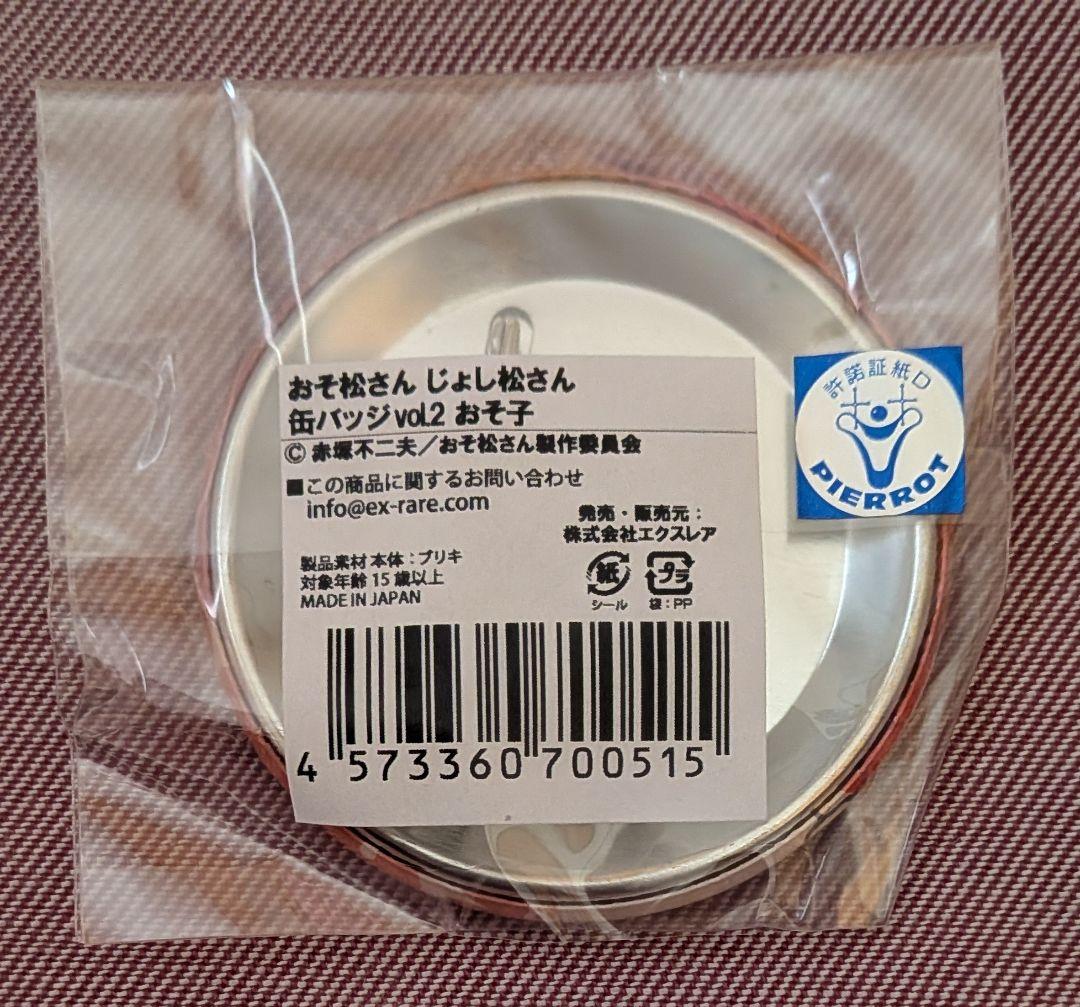 おそ松さん じょし松さん
缶バッジvol.2 おそ子
© 赤塚不二夫／おそ松さん製作委員会
■この商品に関するお問い合わせ
info@ex-rare.com
発売・販売元：
株式会社エクスレア
製品素材 本体：ブリキ
対象年齢 15 歳以上
MADE IN JAPAN
紙
シール
プラ
袋：PP
4 573360 700515
許諾証紙D
PIERROT